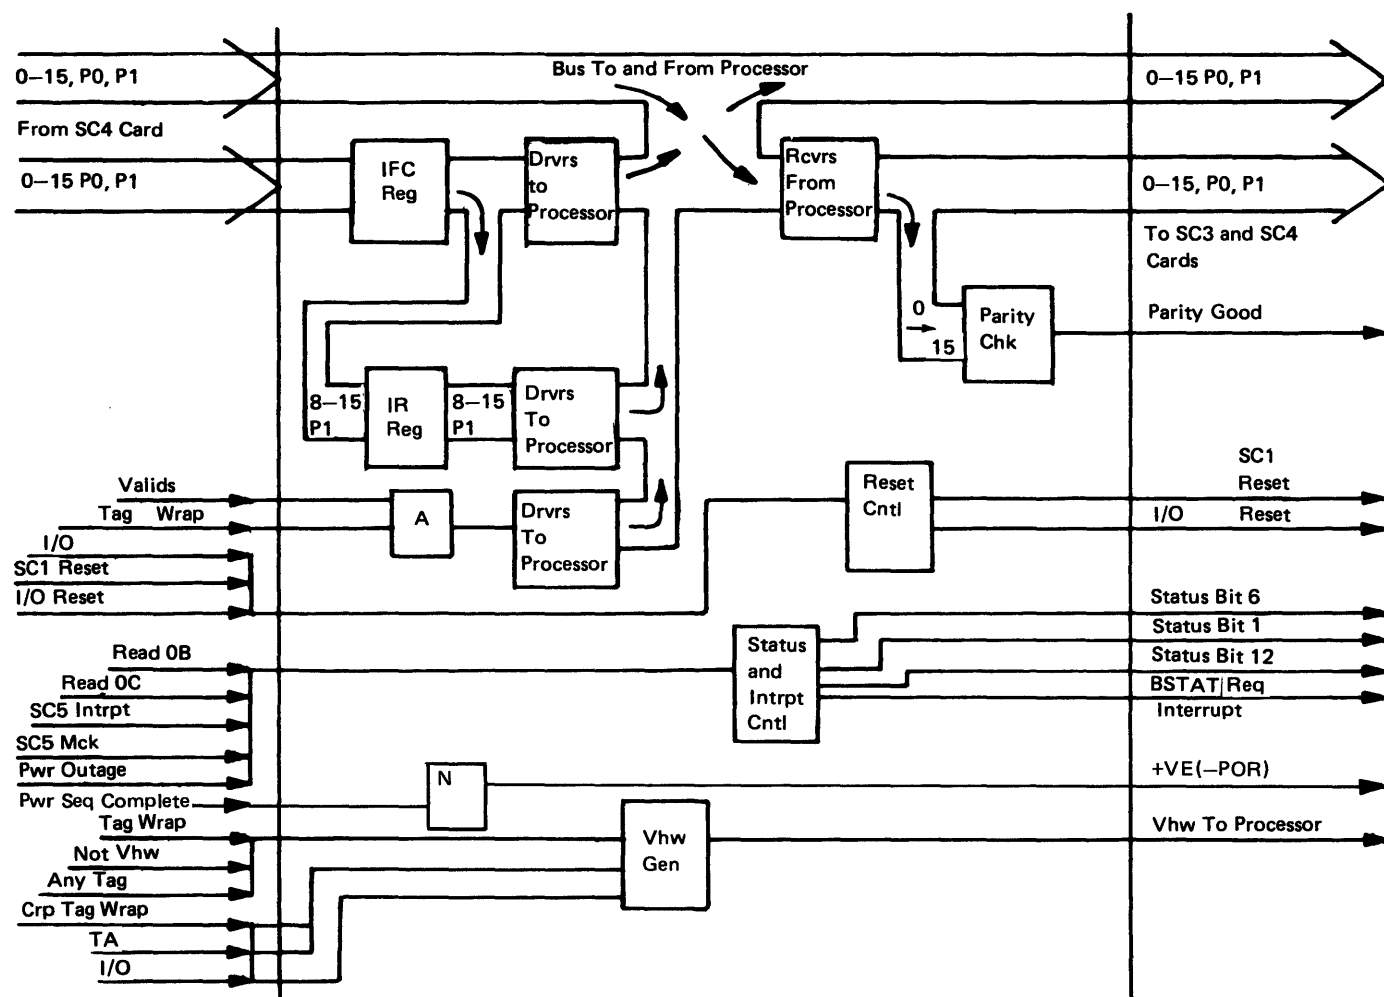 Bus To and From Processor
0–15, P0, P1
0–15 P0, P1
From SC4 Card
0–15 P0, P1
IFC
Reg
Drvrs
to
Processor
Rcvrs
From
Processor
0–15, P0, P1
To SC3 and SC4
Cards
0
15
Parity
Chk
Parity Good
8–15
P1
IR
Reg
8–15
P1
Drvrs
To
Processor
Valids
Tag Wrap
A
Drvrs
To
Processor
Reset
Cntl
SC1
Reset
I/O Reset
I/O
SC1 Reset
I/O Reset
Read 0B
Read 0C
SC5 Intrpt
SC5 Mck
Pwr Outage
Status
and
Intrpt
Cntl
Status Bit 6
Status Bit 1
Status Bit 12
BSTAT Req
Interrupt
Pwr Seq Complete
N
+VE(–POR)
Tag Wrap
Not Vhw
Any Tag
Crp Tag Wrap
TA
I/O
Vhw
Gen
Vhw To Processor